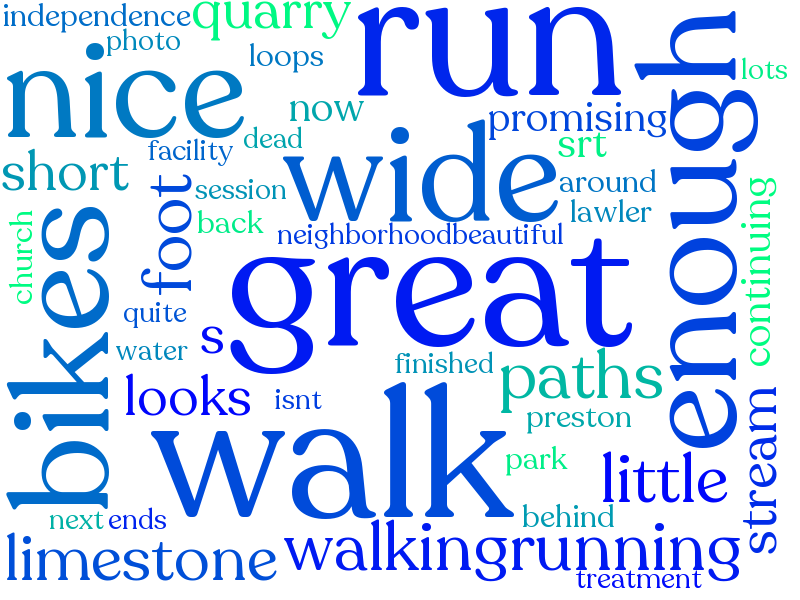 independence
quarry
run
enough
photo
loops
nice
lots
now
promising
dead
wide
srt
facility
short
foot
session
around
back
lawler
church
bikes
neighborhoodbeautiful
continuing
great
quite
s
water
finished
paths
looks
isnt
preston
walk
park
little
stream
next
ends
behind
limestone
walkingrunning
treatment